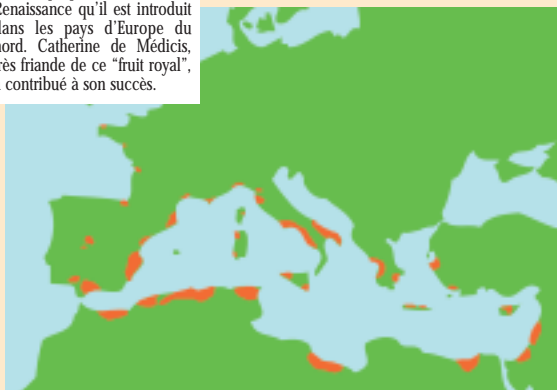 Renaissance qu'il est introduit
dans les pays d'Europe du
nord. Catherine de Médicis,
très friande de ce "fruit royal",
a contribué à son succès.